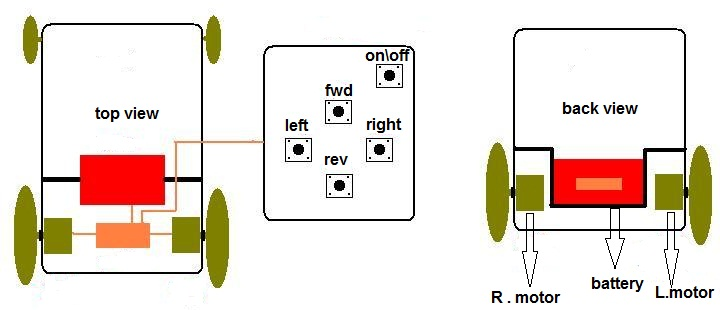 top view
on\off
fwd
left
right
rev
back view
R . motor
battery
L.motor